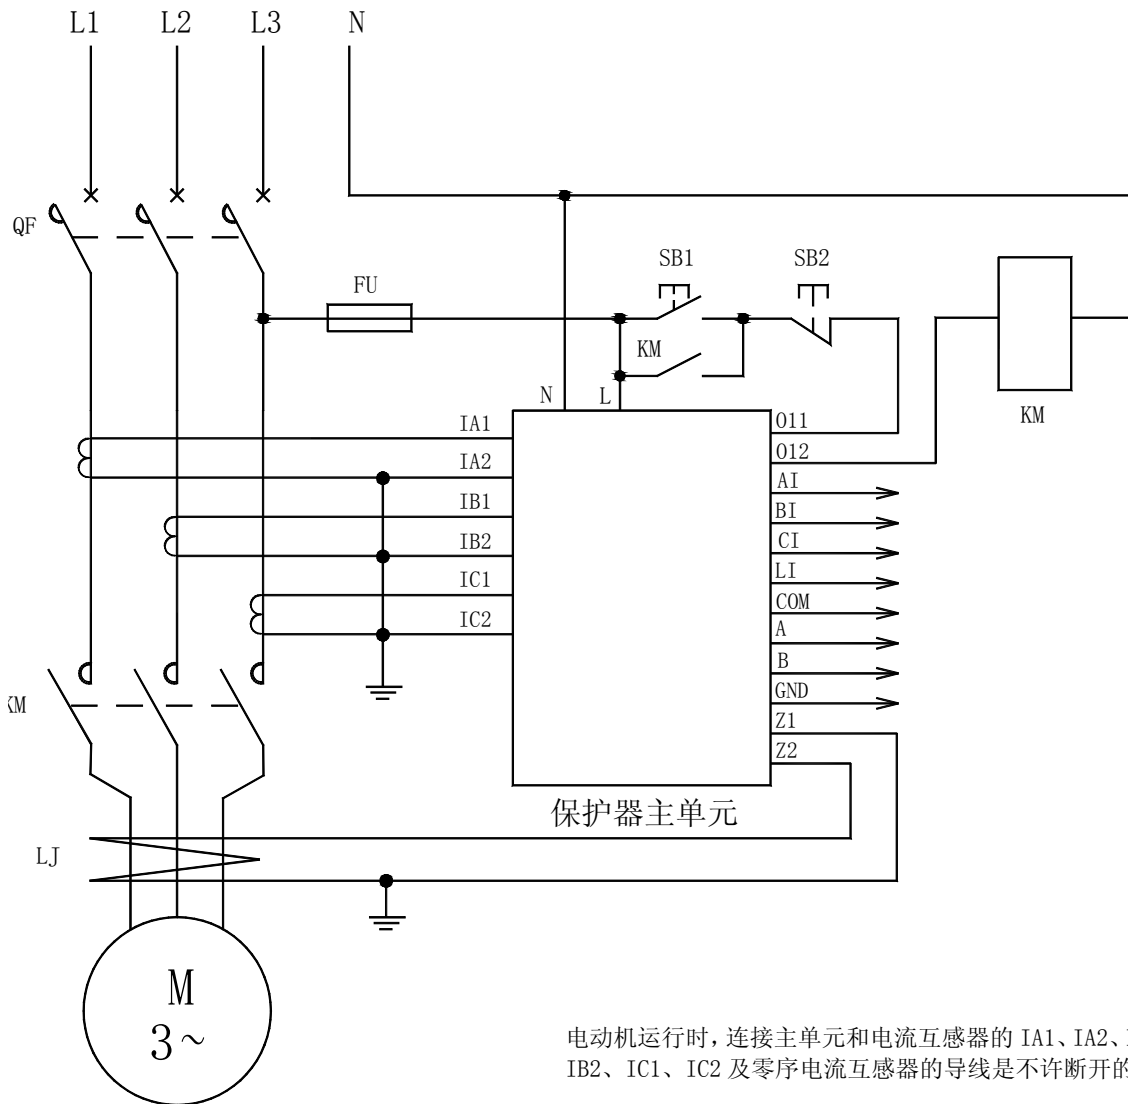 L1 L2 L3 N
QF
SB1 SB2
FU
KM
N L
KM
IA1 O11
IA2 O12
AI
IB1 BI
IB2 CI
IC1 LI
COM
IC2 A
B
GND
KM
Z1
Z2
保护器主单元
LJ
M
3~
电动机运行时,连接主单元和电流互感器的 IA1、IA2、
IB2、IC1、IC2 及零序电流互感器的导线是不许断开的